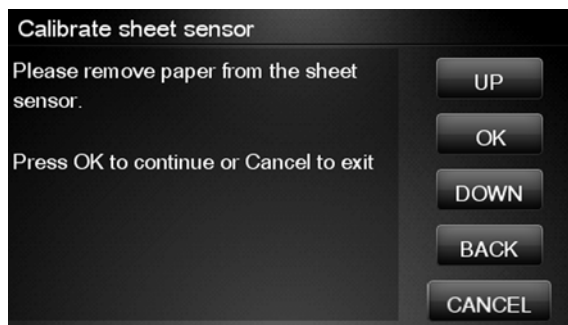 Calibrate sheet sensor
Please remove paper from the sheet
sensor.
Press OK to continue or Cancel to exit
UP
OK
DOWN
BACK
CANCEL